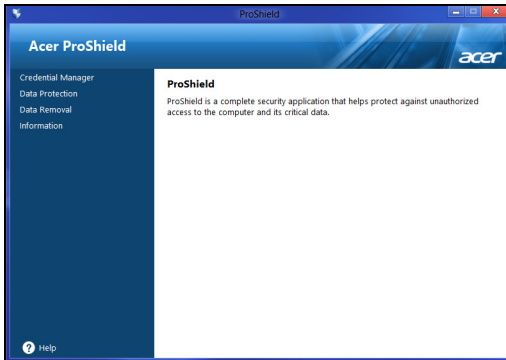 ProShield
Acer ProShield
acer
Credential Manager
Data Protection
Data Removal
Information
ProShield
ProShield is a complete security application that helps protect against unauthorized
access to the computer and its critical data.
? Help